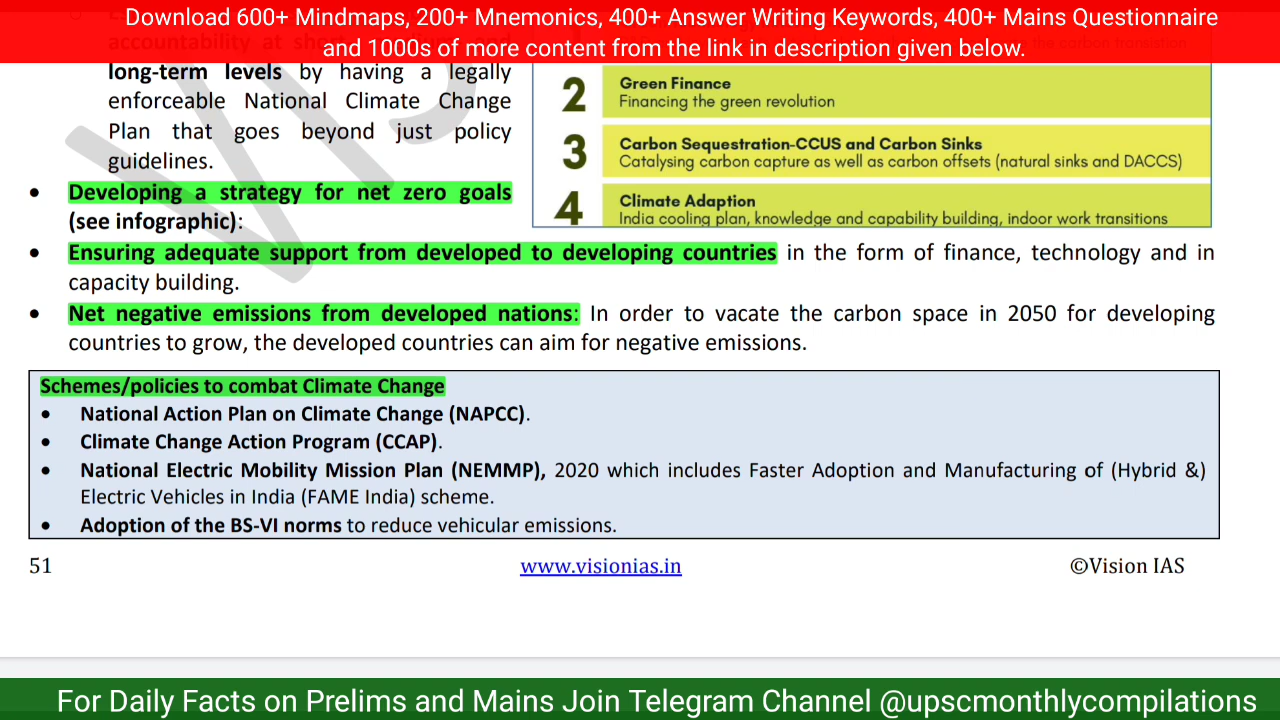 Download 600+ Mindmaps, 200+ Mnemonics, 400+ Answer Writing Keywords, 400+ Mains Questionnaire
and 1000s of more content from the link in description given below.
accountability at
long-term levels by having a legally
enforceable National Climate Change
Plan that goes beyond just policy
guidelines.
• Developing a strategy for net zero goals
(see infographic):
2 Green Finance
Financing the green revolution
3 Carbon Sequestration-CCUS and Carbon Sinks
Catalysing carbon capture as well as carbon offsets (natural sinks and DACCS)
4 Climate Adaption
India cooling plan, knowledge and capability building, indoor work transitions
• Ensuring adequate support from developed to developing countries in the form of finance, technology and in
capacity building.
• Net negative emissions from developed nations: In order to vacate the carbon space in 2050 for developing
countries to grow, the developed countries can aim for negative emissions.
Schemes/policies to combat Climate Change
• National Action Plan on Climate Change (NAPCC).
• Climate Change Action Program (CCAP).
• National Electric Mobility Mission Plan (NEMMP), 2020 which includes Faster Adoption and Manufacturing of (Hybrid &)
Electric Vehicles in India (FAME India) scheme.
• Adoption of the BS-VI norms to reduce vehicular emissions.
51 www.visionias.in ©Vision IAS
For Daily Facts on Prelims and Mains Join Telegram Channel @upscmonthlycompilations